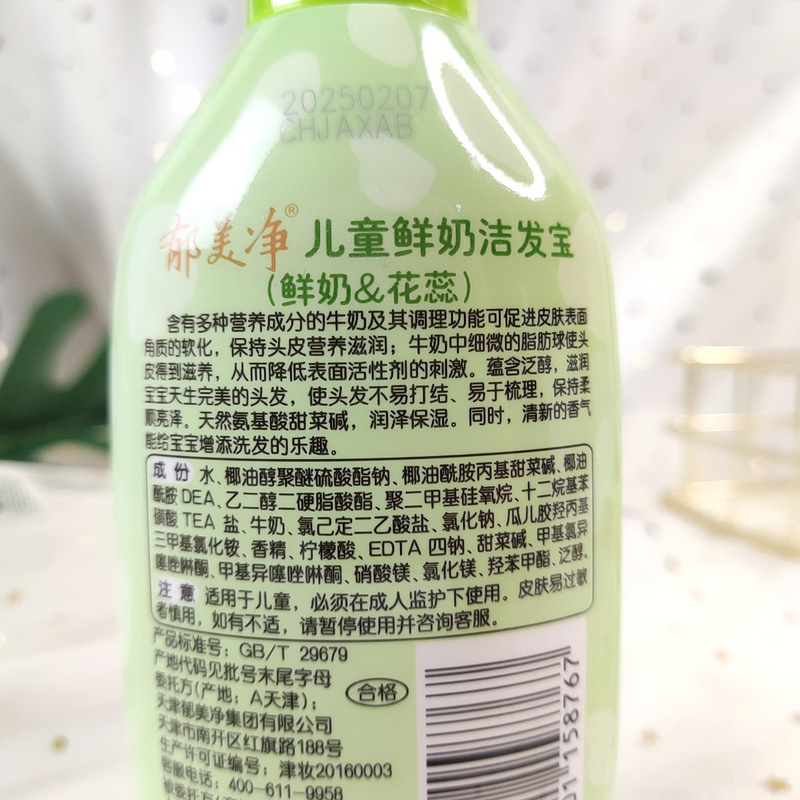 20250207
CHJAXAB
郁美净® 儿童鲜奶洁发宝
(鲜奶&花蕊)
含有多种营养成分的牛奶及其调理功能可促进皮肤表面
角质的软化，保持头皮营养滋润；牛奶中细微的脂肪球使头
皮得到滋养，从而降低表面活性剂的刺激。蕴含泛醇，滋润
宝宝天生完美的头发，使头发不易打结、易于梳理，保持柔
顺亮泽。天然氨基酸甜菜碱，润泽保湿。同时，清新的香气
能给宝宝增添洗发的乐趣。
成 份 水、椰油醇聚醚硫酸酯钠、椰油酰胺丙基甜菜碱、椰油
酰胺 DEA、乙二醇二硬脂酸酯、聚二甲基硅氧烷、十二烷基苯
磺酸 TEA 盐、牛奶、氯己定二乙酸盐、氯化钠、瓜儿胶羟丙基
三甲基氯化铵、香精、柠檬酸、EDTA 四钠、甜菜碱、甲基氯异
噻唑啉酮、甲基异噻唑啉酮、硝酸镁、氯化镁、羟苯甲酯、泛醇。
注 意 适用于儿童，必须在成人监护下使用。皮肤易过敏
者慎用，如有不适，请暂停使用并咨询客服。
产品标准号：GB/T 29679
产地代码见批号末尾字母
委托方(产地：A天津)：
合格
天津郁美净集团有限公司
天津市南开区红旗路188号
生产许可证编号：津妆20160003
客服电话：400-611-9958
被委托方(产
01158767